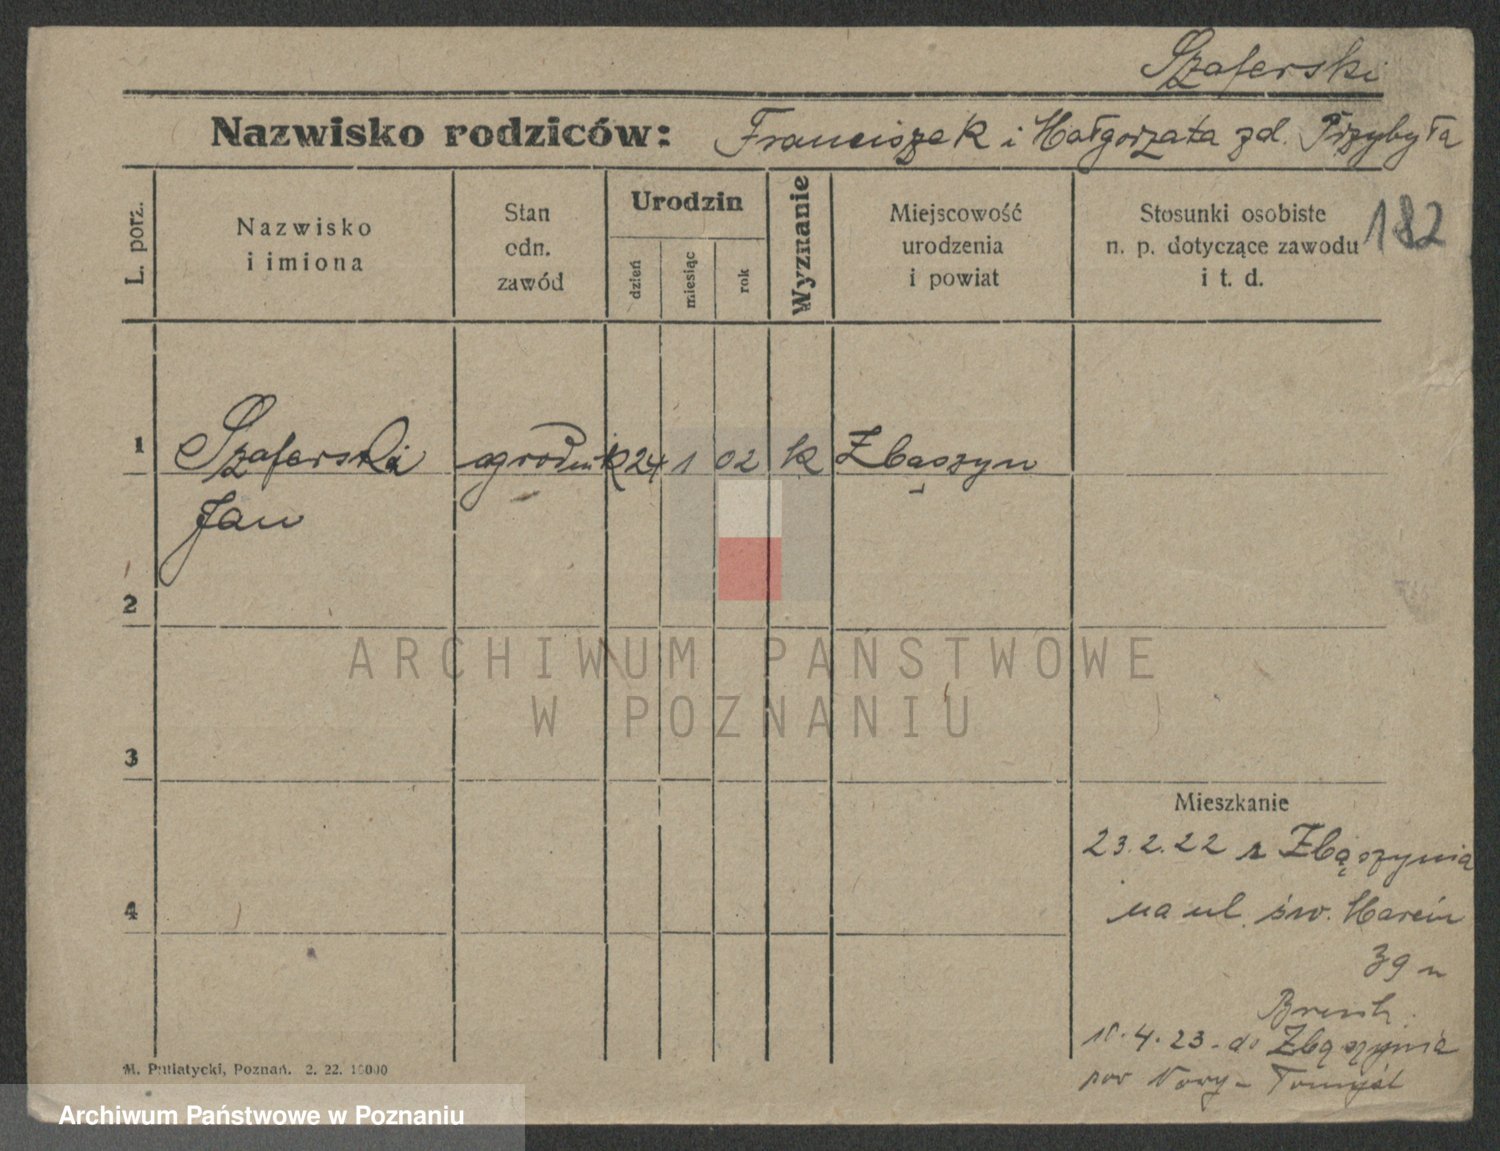 Szaferski
Nazwisko rodziców: Franciszek i Małgorzata zd. Przybyła
L. porz.
Nazwisko
i imiona
Stan
odn.
zawód
Urodzin
dzień
miesiąc
rok
Wyznanie
Miejscowość
urodzenia
i powiat
Stosunki osobiste
n. p. dotyczące zawodu
i t. d.
182
1 Szaferski ogrodnik 24 1 02 k Zbąszyn
Jan
2
ARCHIWUM PAŃSTWOWE
W POZNANIU
3
Mieszkanie
23.2.22 z Zbąszynia
4
na ul. św. Marcin
39 u
10.4.23 - do Zbąszynia
pow Nowy - Tomyśl
M. Putiatycki, Poznań. 2. 22. 10000
Archiwum Państwowe w Poznaniu